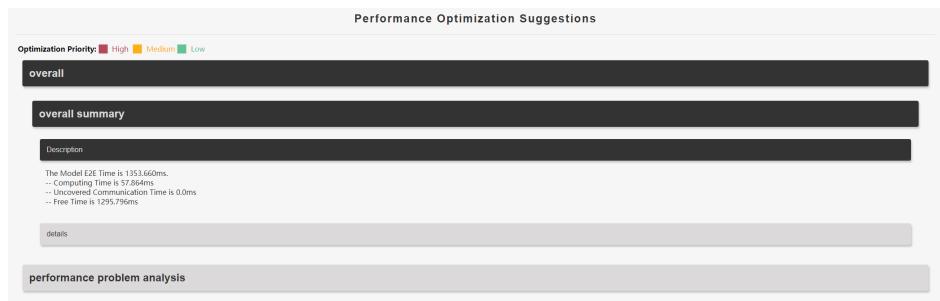 Performance Optimization Suggestions
Optimization Priority: High Medium Low
overall
overall summary
Description
The Model E2E Time is 1353.660ms.
-- Computing Time is 57.864ms
-- Uncovered Communication Time is 0.0ms
-- Free Time is 1295.796ms
details
performance problem analysis